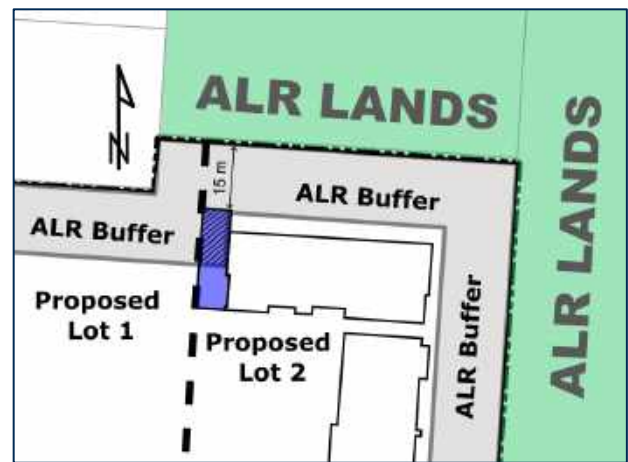 ALR LANDS
N
15 m
ALR Buffer
ALR Buffer
ALR LANDS
Proposed
Lot 1
Proposed
Lot 2
ALR Buffer